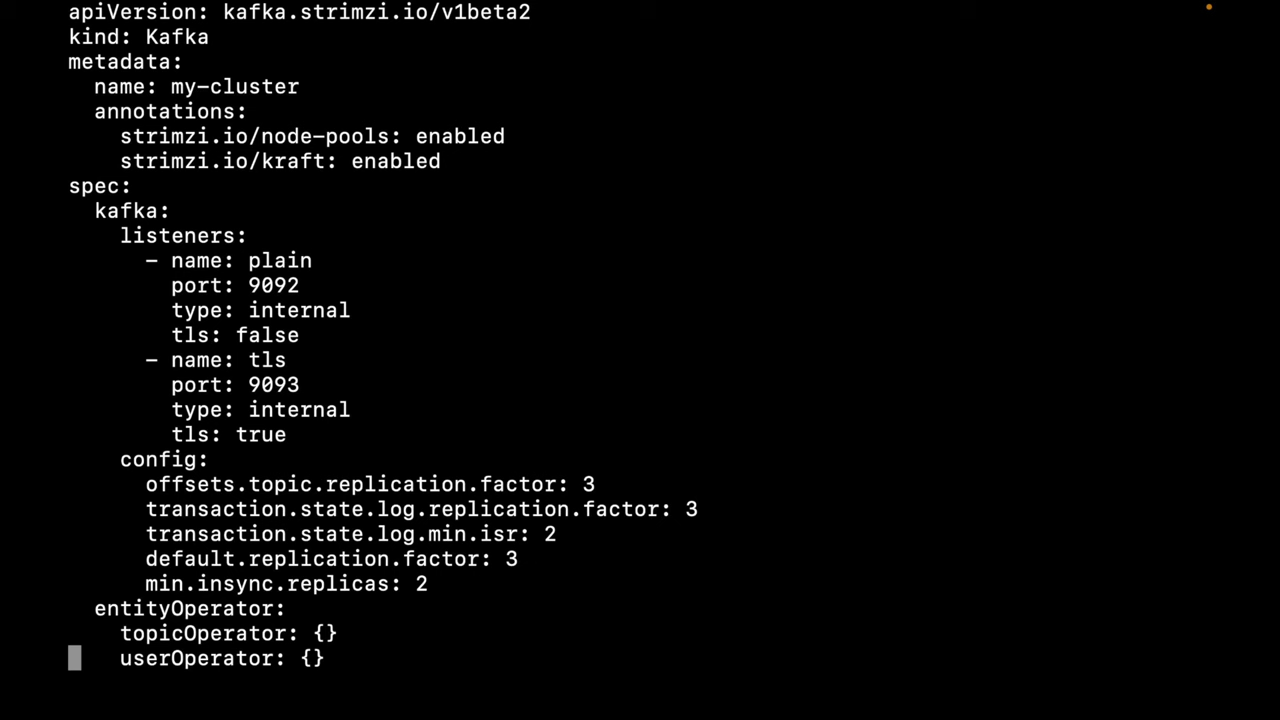 apiVersion: kafka.strimzi.io/v1beta2
kind: Kafka
metadata:
  name: my-cluster
  annotations:
    strimzi.io/node-pools: enabled
    strimzi.io/kraft: enabled
spec:
  kafka:
    listeners:
      - name: plain
        port: 9092
        type: internal
        tls: false
      - name: tls
        port: 9093
        type: internal
        tls: true
    config:
      offsets.topic.replication.factor: 3
      transaction.state.log.replication.factor: 3
      transaction.state.log.min.isr: 2
      default.replication.factor: 3
      min.insync.replicas: 2
  entityOperator:
    topicOperator: {}
    userOperator: {}